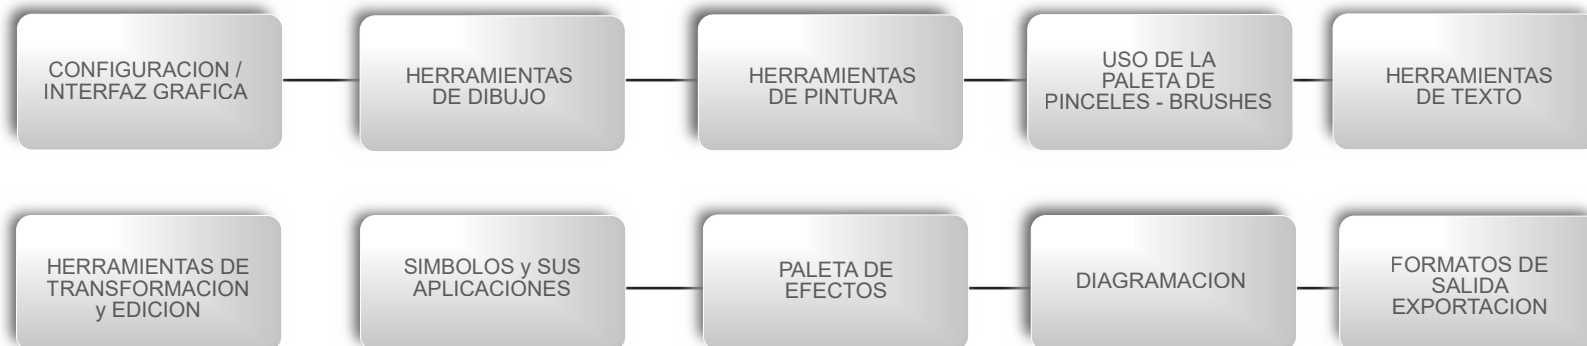 CONFIGURACION /
INTERFAZ GRAFICA
HERRAMIENTAS
DE DIBUJO
HERRAMIENTAS
DE PINTURA
USO DE LA
PALETA DE
PINCELES - BRUSHES
HERRAMIENTAS
DE TEXTO
HERRAMIENTAS DE
TRANSFORMACION
y EDICION
SIMBOLOS y SUS
APLICACIONES
PALETA DE
EFECTOS
DIAGRAMACION
FORMATOS DE
SALIDA
EXPORTACION